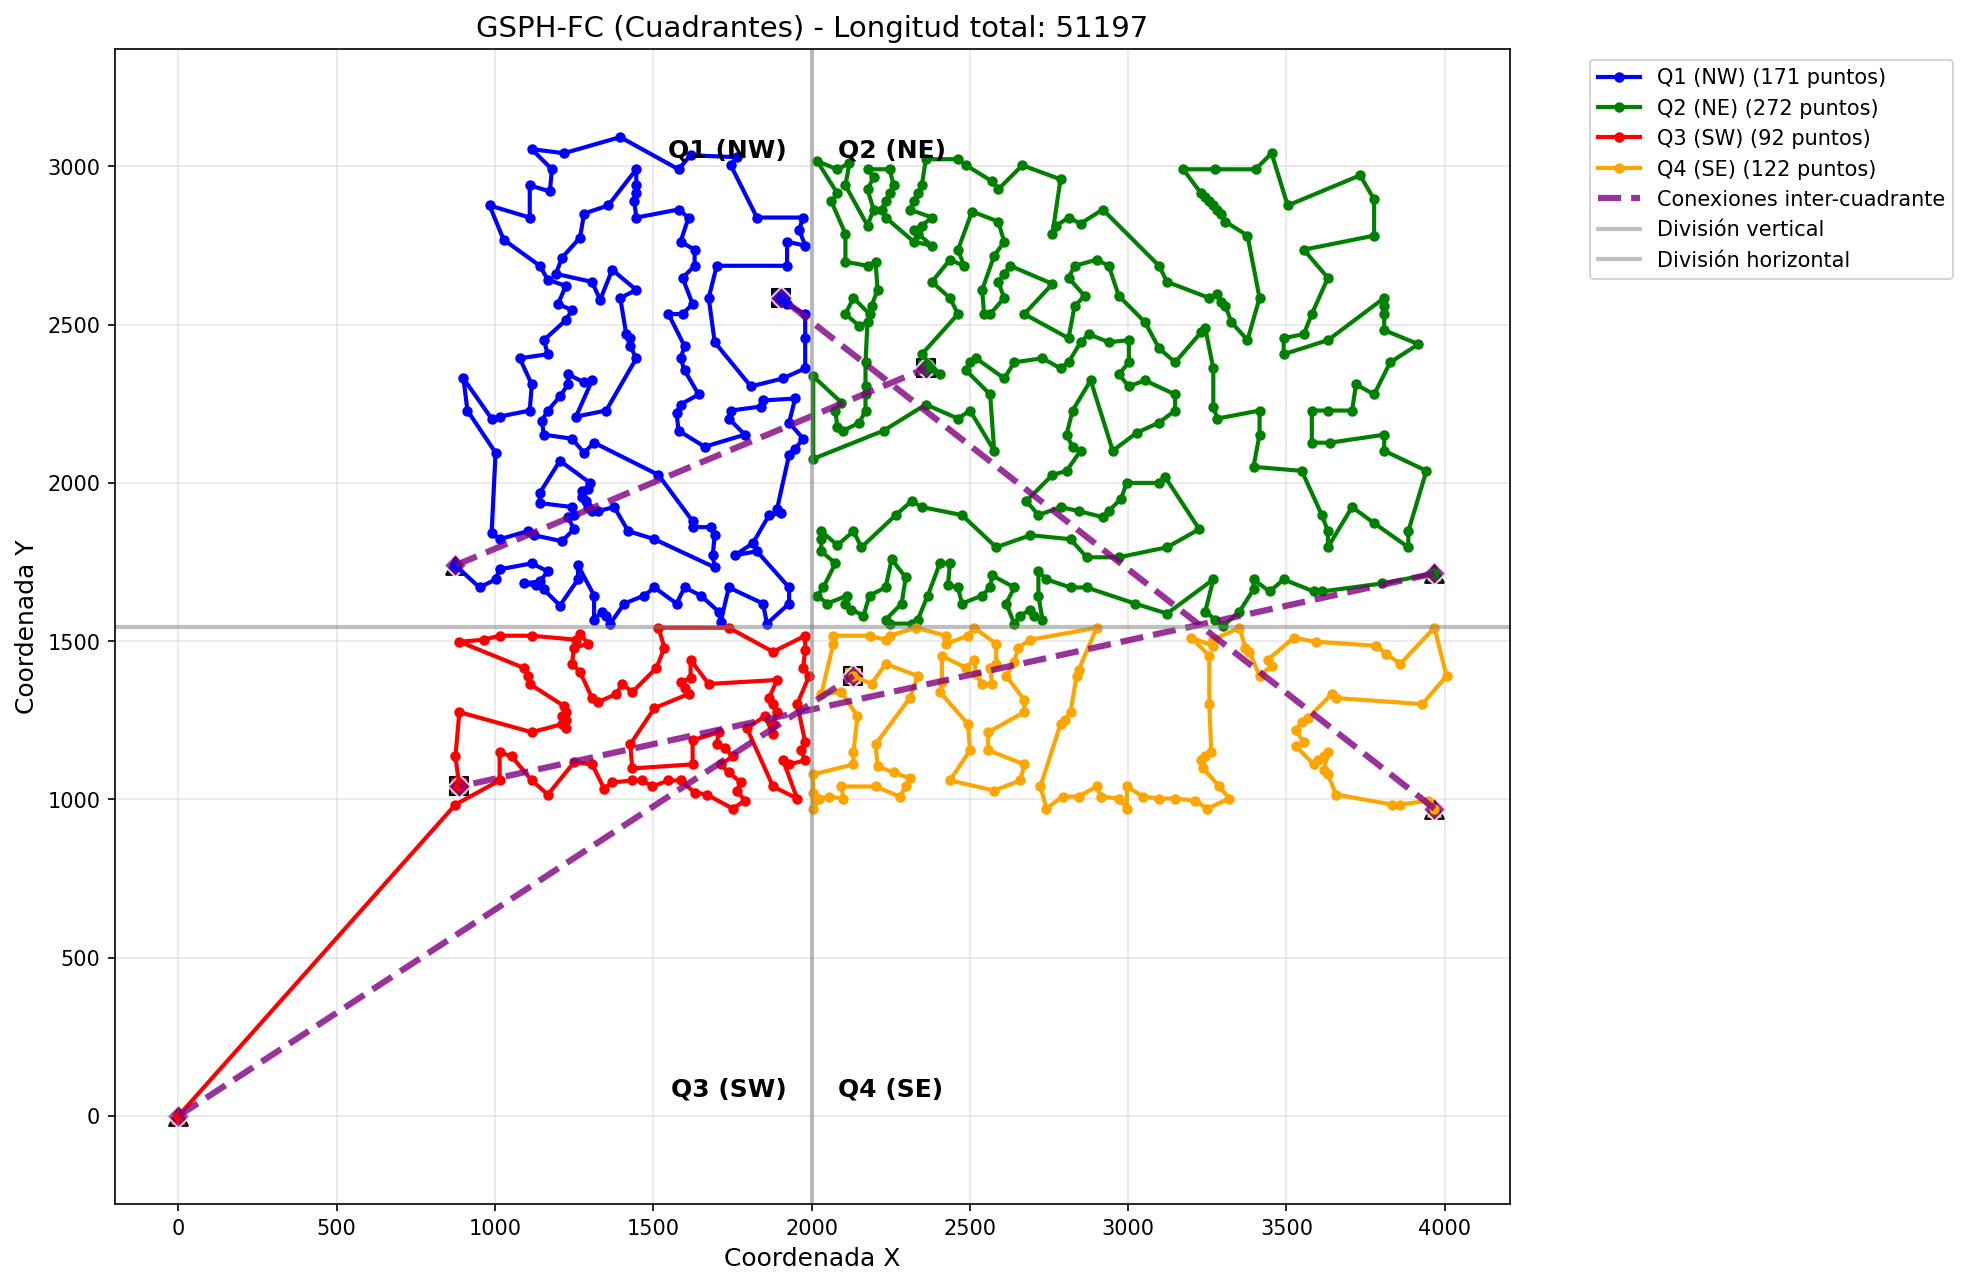 GSPH-FC (Cuadrantes) - Longitud total: 51197
Q1 (NW) (171 puntos)
Q2 (NE) (272 puntos)
Q3 (SW) (92 puntos)
Q4 (SE) (122 puntos)
Conexiones inter-cuadrante
División vertical
División horizontal
Q1 (NW)
Q2 (NE)
Q3 (SW)
Q4 (SE)
3000
2500
2000
1500
1000
500
0
Coordenada Y
0
500
1000
1500
2000
2500
3000
3500
4000
Coordenada X